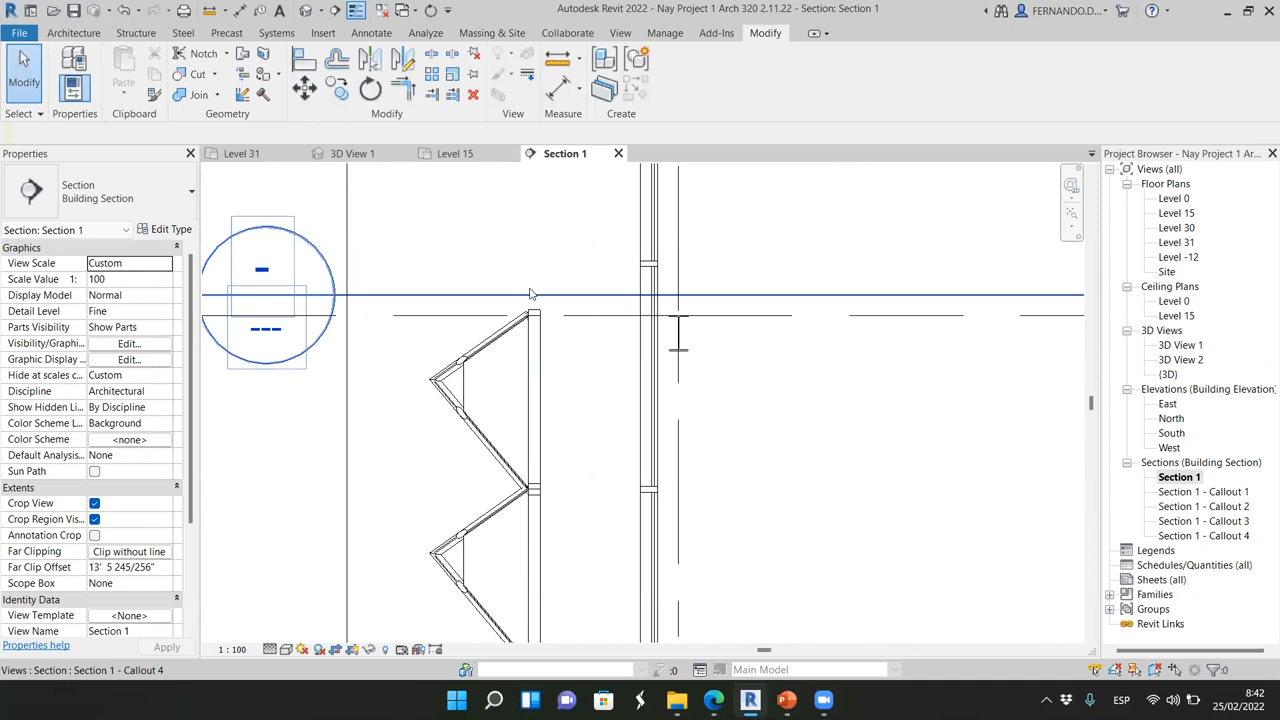 Autodesk Revit 2022 - Nay Project 1 Arch 320 2.11.22 - Section: Section 1
FERNANDO.D...
File Architecture Structure Steel Precast Systems Insert Annotate Analyze Massing & Site Collaborate View Manage Add-Ins Modify
Modify
Paste
Notch
Cut
Join
Select Properties Clipboard Geometry Modify View Measure Create
Properties
Level 31
3D View 1
Level 15
Section 1
Project Browser - Nay Project 1 Ar...
Section
Building Section
Section: Section 1
Edit Type
Graphics
View Scale Custom
Scale Value 1: 100
Display Model Normal
Detail Level Fine
Parts Visibility Show Parts
Visibility/Graphi... Edit...
Graphic Display ... Edit...
Hide at scales c... Custom
Discipline Architectural
Show Hidden Li... By Discipline
Color Scheme L... Background
Color Scheme <none>
Default Analysis... None
Sun Path
Extents
Crop View
Crop Region Vis...
Annotation Crop
Far Clipping Clip without line
Far Clip Offset 13' 5 245/256"
Scope Box None
Identity Data
View Template <None>
View Name Section 1
Properties help
Apply
Views (all)
Floor Plans
Level 0
Level 15
Level 30
Level 31
Level -12
Site
Ceiling Plans
Level 0
Level 15
3D Views
3D View 1
3D View 2
(3D)
Elevations (Building Elevation)
East
North
South
West
Sections (Building Section)
Section 1
Section 1 - Callout 1
Section 1 - Callout 2
Section 1 - Callout 3
Section 1 - Callout 4
Legends
Schedules/Quantities (all)
Sheets (all)
Families
Groups
Revit Links
1 : 100
Views : Section : Section 1 - Callout 4
:0
Main Model
:0
ESP
8:42
25/02/2022